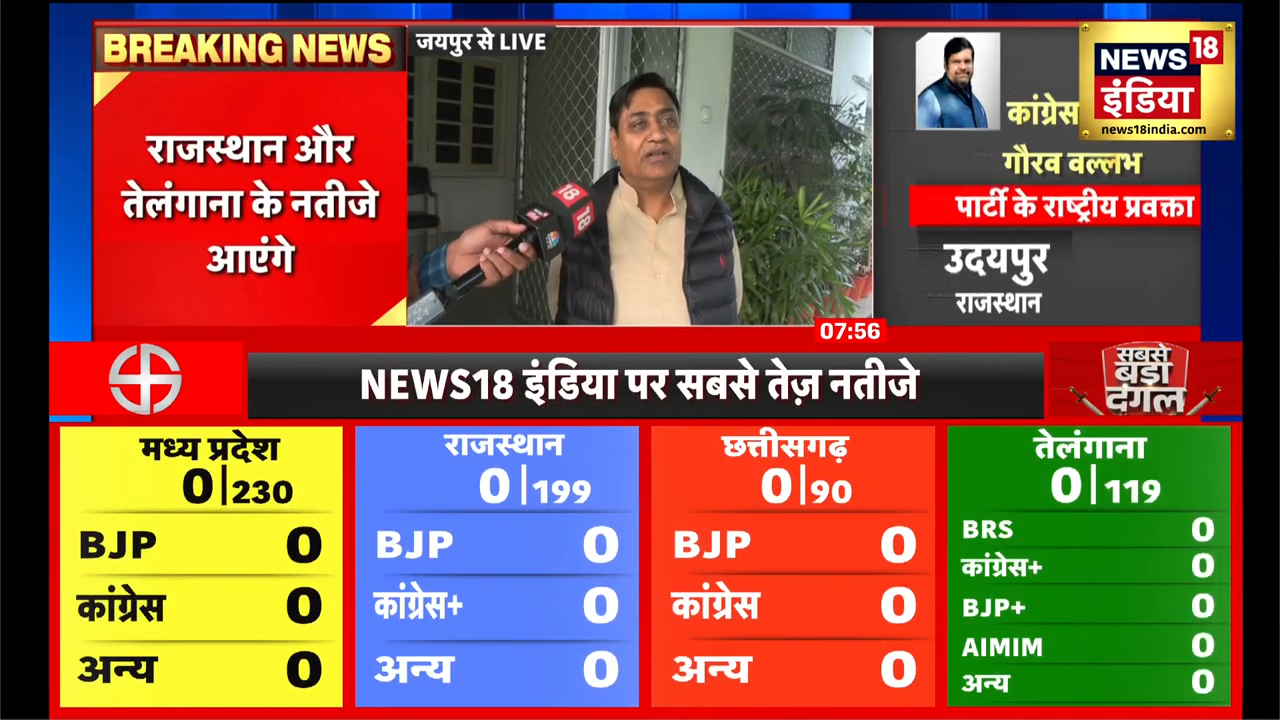 BREAKING NEWS
राजस्थान और
तेलंगाना के नतीजे
आएंगे
जयपुर से LIVE
18
18
कांग्रेस
गौरव वल्लभ
पार्टी के राष्ट्रीय प्रवक्ता
उदयपुर
राजस्थान
NEWS 18
इंडिया
news18india.com
07:56
NEWS18 इंडिया पर सबसे तेज़ नतीजे
सबसे
बड़ा
दंगल
मध्य प्रदेश
0|230
BJP 0
कांग्रेस 0
अन्य 0
राजस्थान
0|199
BJP 0
कांग्रेस+ 0
अन्य 0
छत्तीसगढ़
0|90
BJP 0
कांग्रेस 0
अन्य 0
तेलंगाना
0|119
BRS 0
कांग्रेस+ 0
BJP+ 0
AIMIM 0
अन्य 0